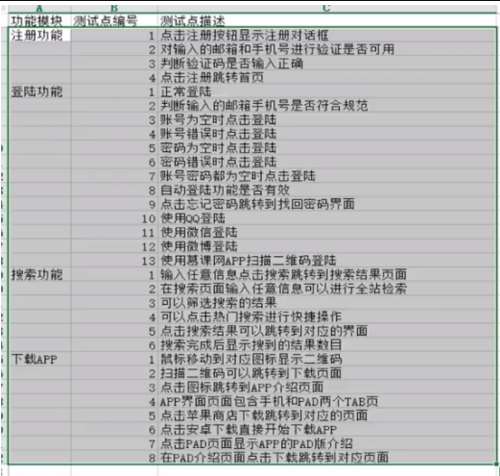 A B C
功能模块 测试点编号 测试点描述
注册功能 1 点击注册按钮显示注册对话框
2 对输入的邮箱和手机号进行验证是否可用
3 判断验证码是否输入正确
4 点击注册跳转首页
登陆功能 1 正常登陆
2 判断输入的邮箱手机号是否符合规范
3 账号为空时点击登陆
4 账号错误时点击登陆
5 密码为空时点击登陆
6 密码错误时点击登陆
7 账号密码都为空时点击登陆
8 自动登陆功能是否有效
9 点击忘记密码跳转到找回密码界面
10 使用QQ登陆
11 使用微信登陆
12 使用微博登陆
13 使用慕课网APP扫描二维码登陆
搜索功能 1 输入任意信息点击搜索跳转到搜索结果页面
2 在搜索页面输入任意信息可以进行全站检索
3 可以筛选搜索的结果
4 可以点击热门搜索进行快捷操作
5 点击搜索结果可以跳转到对应的界面
6 搜索完成后显示搜到的结果数目
下载APP 1 鼠标移动到对应图标显示二维码
2 扫描二维码可以跳转到下载页面
3 点击图标跳转到APP介绍页面
4 APP界面页面包含手机和PAD两个TAB页
5 点击苹果商店下载跳转到对应的页面
6 点击安卓下载直接开始下载APP
7 点击PAD页面显示APP的PAD版介绍
8 在PAD介绍页面点击下载跳转到对应页面